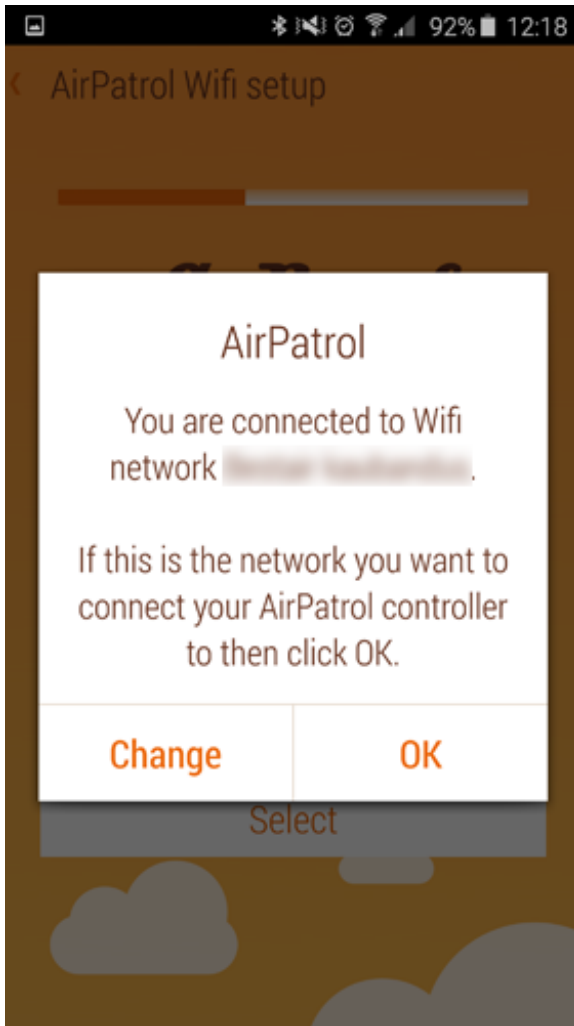 92% 12:18
AirPatrol Wifi setup
AirPatrol
You are connected to Wifi
network .
If this is the network you want to
connect your AirPatrol controller
to then click OK.
Change OK
Select